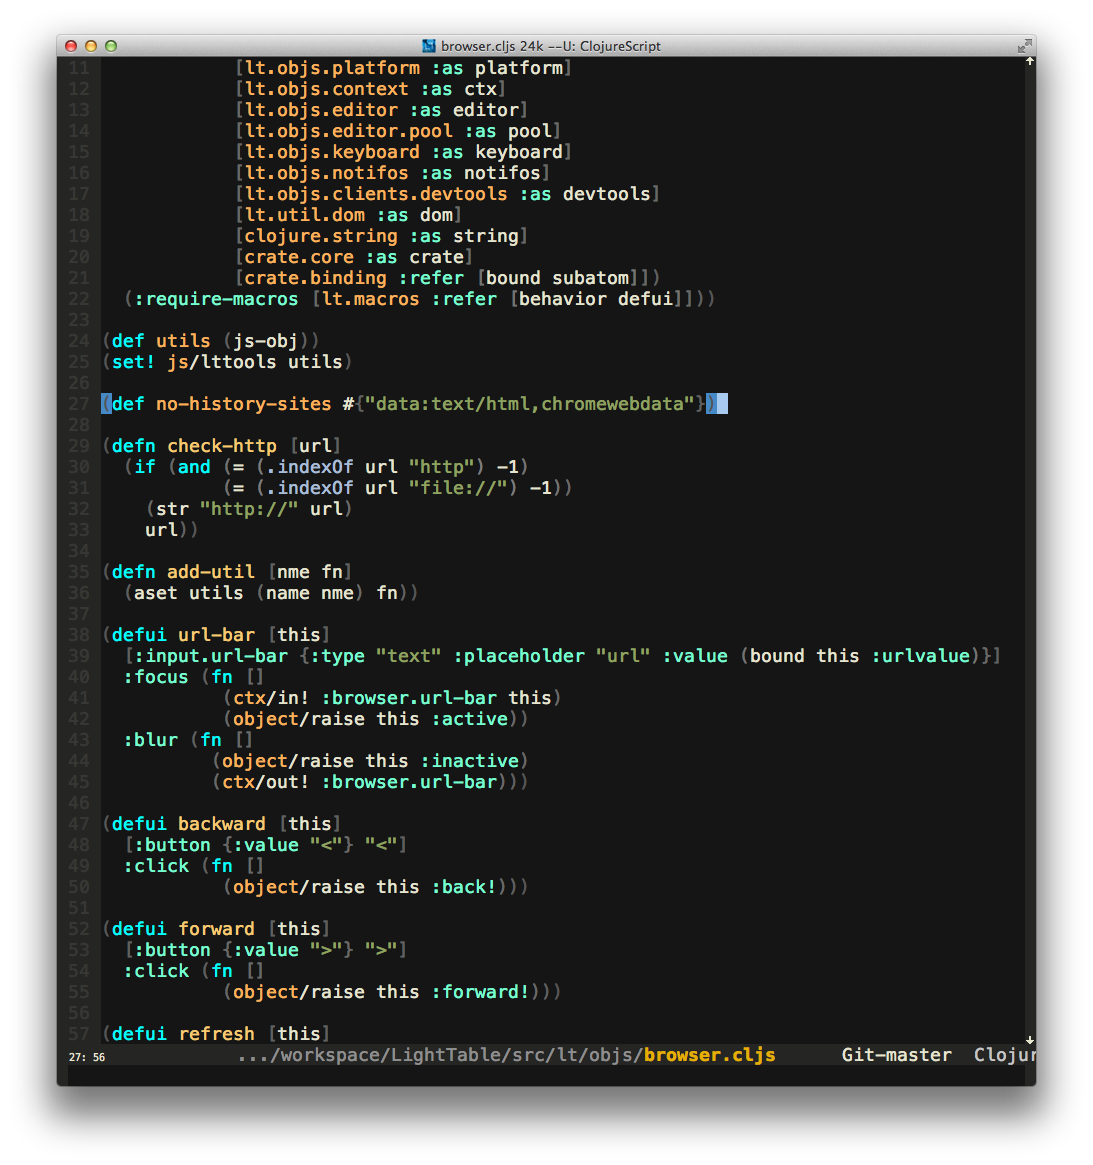 browser.cljs 24k --U: ClojureScript
11 [lt.objs.platform :as platform]
12 [lt.objs.context :as ctx]
13 [lt.objs.editor :as editor]
14 [lt.objs.editor.pool :as pool]
15 [lt.objs.keyboard :as keyboard]
16 [lt.objs.notifos :as notifos]
17 [lt.objs.clients.devtools :as devtools]
18 [lt.util.dom :as dom]
19 [clojure.string :as string]
20 [crate.core :as crate]
21 [crate.binding :refer [bound subatom]])
22 (:require-macros [lt.macros :refer [behavior defui]]))
23
24 (def utils (js-obj))
25 (set! js/lttools utils)
26
27 (def no-history-sites #{"data:text/html,chromewebdata"})
28
29 (defn check-http [url]
30 (if (and (= (.indexOf url "http") -1)
31 (= (.indexOf url "file://") -1))
32 (str "http://" url)
33 url))
34
35 (defn add-util [nme fn]
36 (aset utils (name nme) fn))
37
38 (defui url-bar [this]
39 [:input.url-bar {:type "text" :placeholder "url" :value (bound this :urlvalue)}]
40 :focus (fn []
41 (ctx/in! :browser.url-bar this)
42 (object/raise this :active))
43 :blur (fn []
44 (object/raise this :inactive)
45 (ctx/out! :browser.url-bar)))
46
47 (defui backward [this]
48 [:button {:value "<"} "<"]
49 :click (fn []
50 (object/raise this :back!)))
51
52 (defui forward [this]
53 [:button {:value ">"} ">"]
54 :click (fn []
55 (object/raise this :forward!)))
56
57 (defui refresh [this]
27: 56 .../workspace/LightTable/src/lt/objs/browser.cljs Git-master Clojur